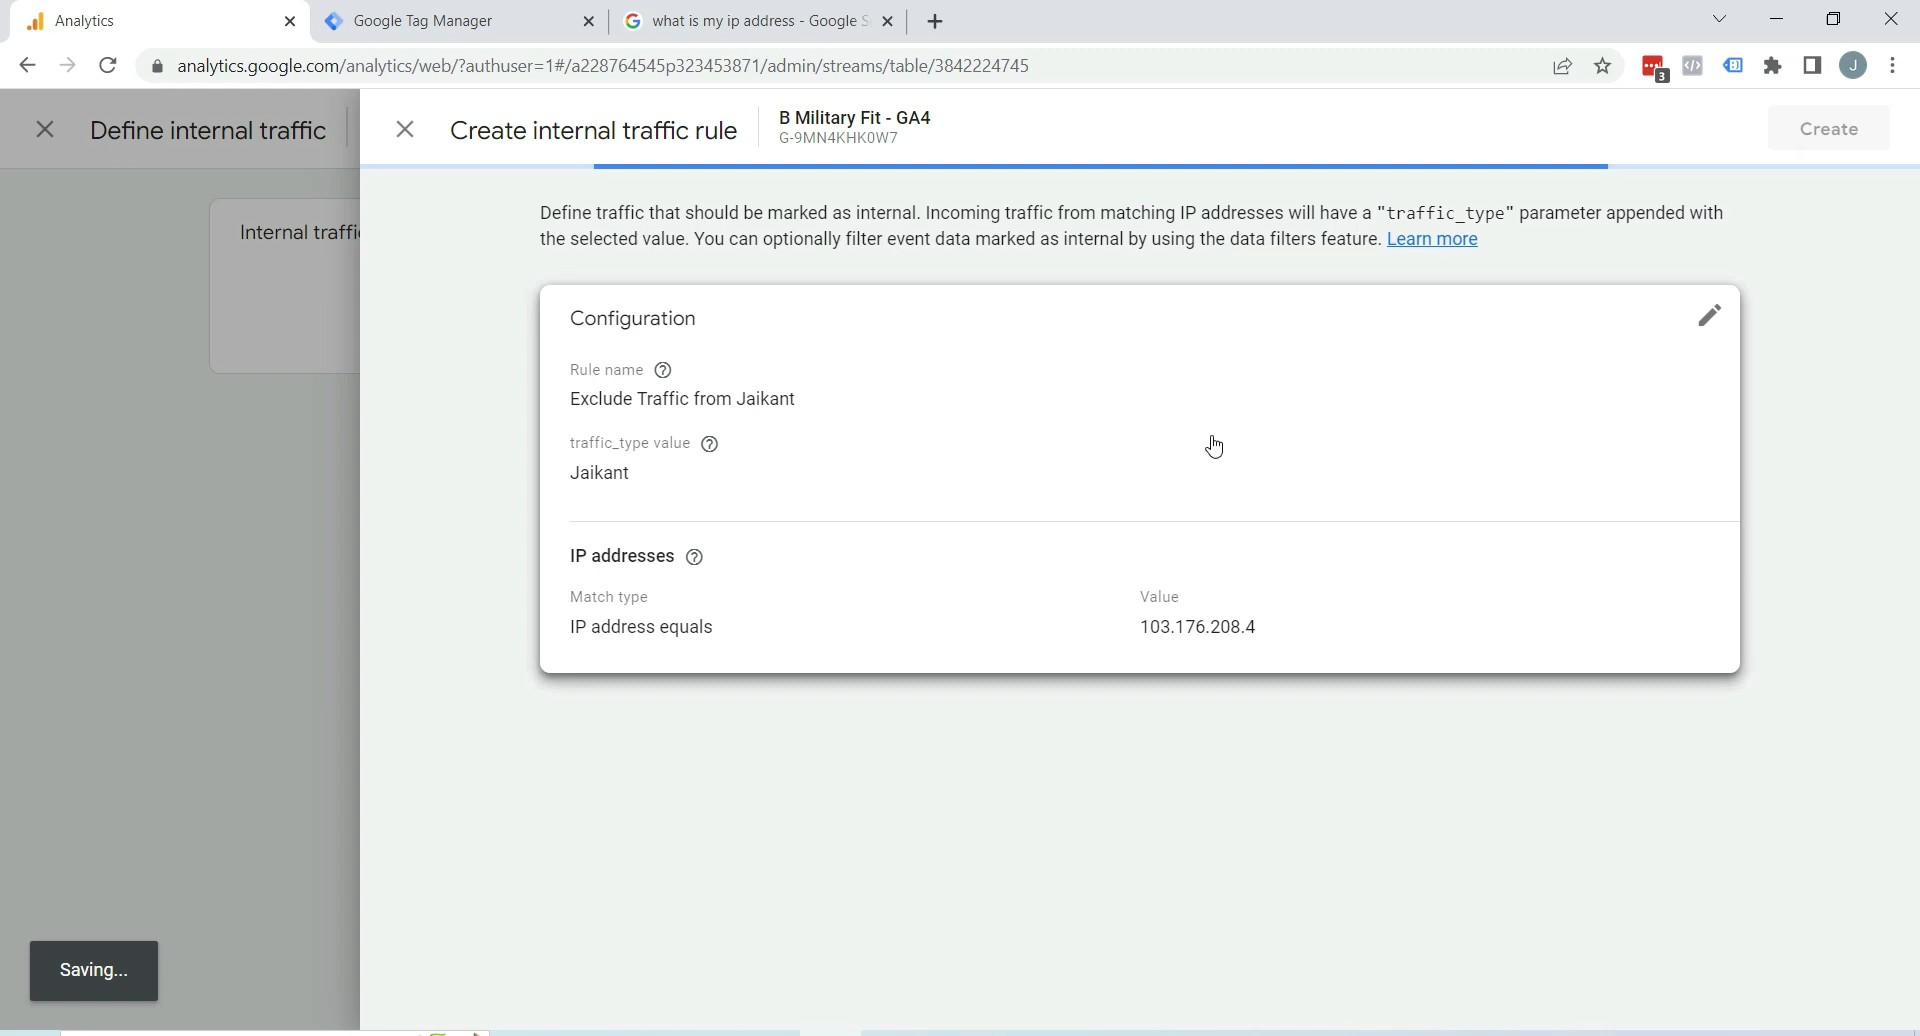 Analytics
Google Tag Manager
what is my ip address - Google S
analytics.google.com/analytics/web/?authuser=1#/a228764545p323453871/admin/streams/table/3842224745
3
J
Define internal traffic
Create internal traffic rule
B Military Fit - GA4
G-9MN4KHK0W7
Create
Define traffic that should be marked as internal. Incoming traffic from matching IP addresses will have a "traffic_type" parameter appended with
the selected value. You can optionally filter event data marked as internal by using the data filters feature. Learn more
Internal traffi
Configuration
Rule name
Exclude Traffic from Jaikant
traffic_type value
Jaikant
IP addresses
Match type
Value
IP address equals
103.176.208.4
Saving...